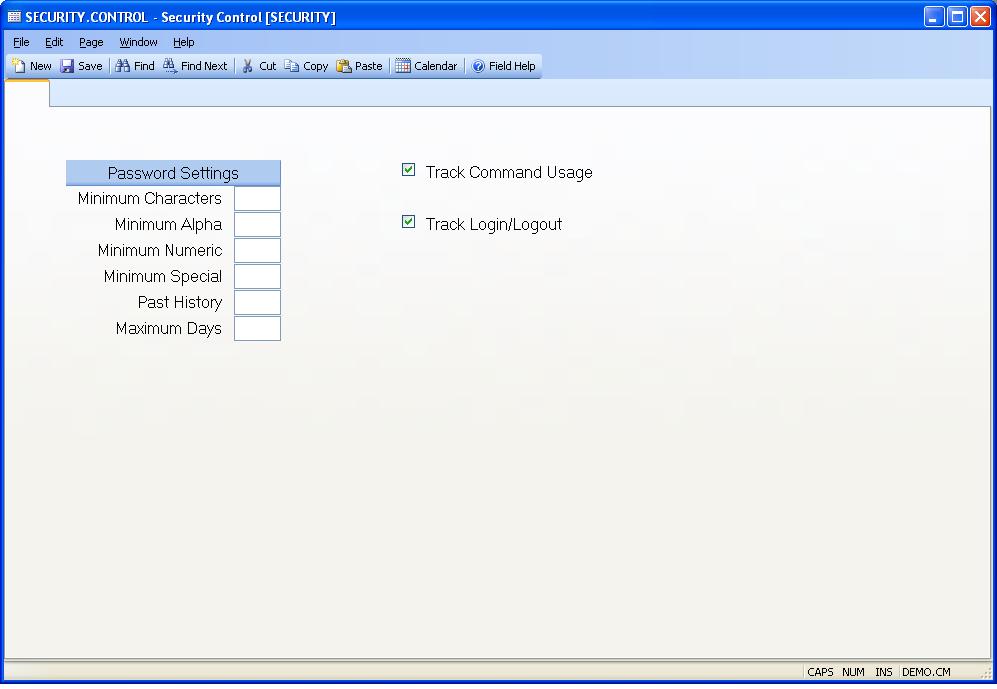 SECURITY.CONTROL - Security Control [SECURITY]
File Edit Page Window Help
New Save Find Find Next Cut Copy Paste Calendar Field Help
Password Settings
Minimum Characters
Minimum Alpha
Minimum Numeric
Minimum Special
Past History
Maximum Days
Track Command Usage
Track Login/Logout
CAPS NUM INS DEMO.CM